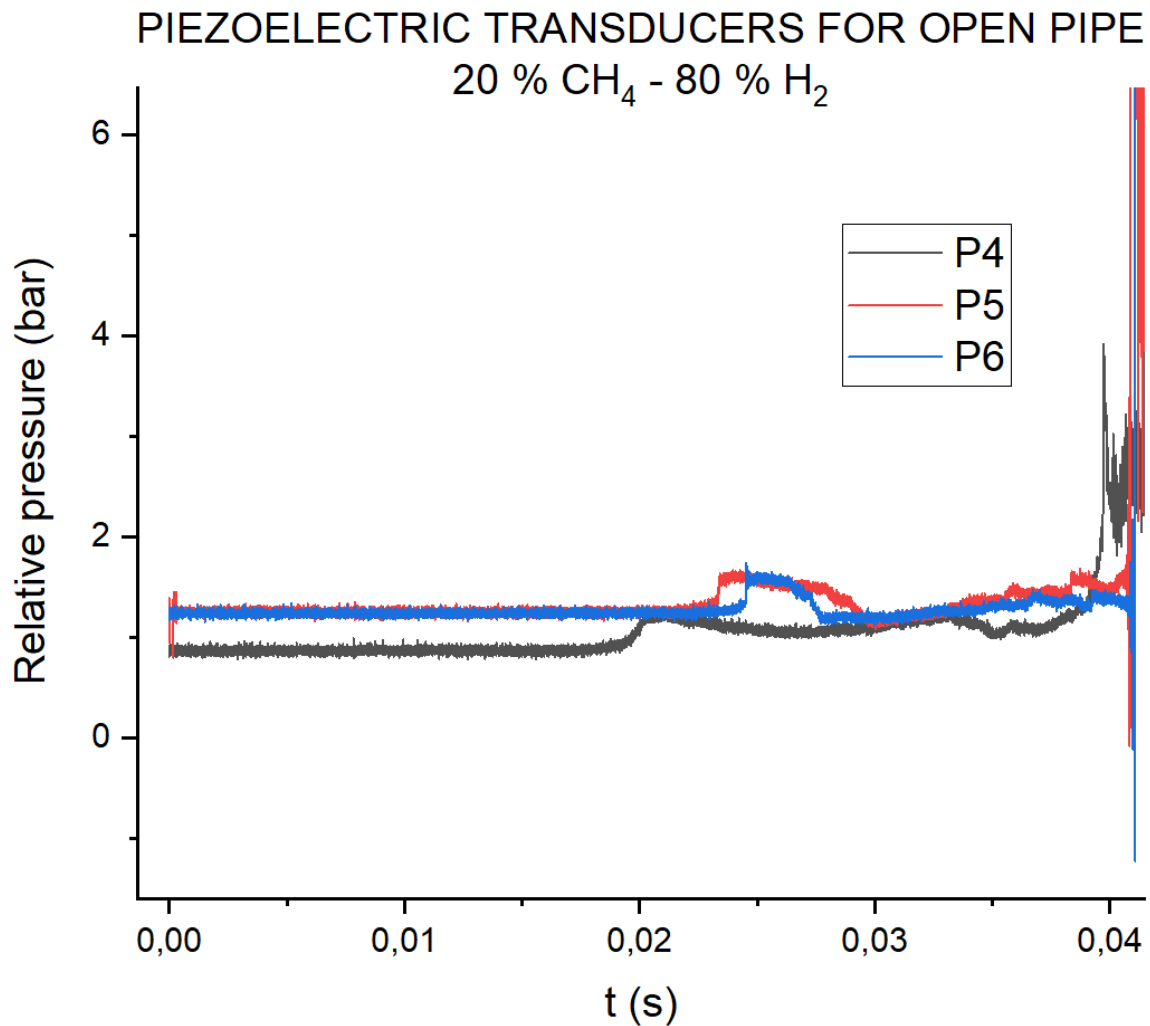 PIEZOELECTRIC TRANSDUCERS FOR OPEN PIPE
20 % CH₄ - 80 % H₂
6
4
2
0
Relative pressure (bar)
P4
P5
P6
0,00 0,01 0,02 0,03 0,04
t (s)